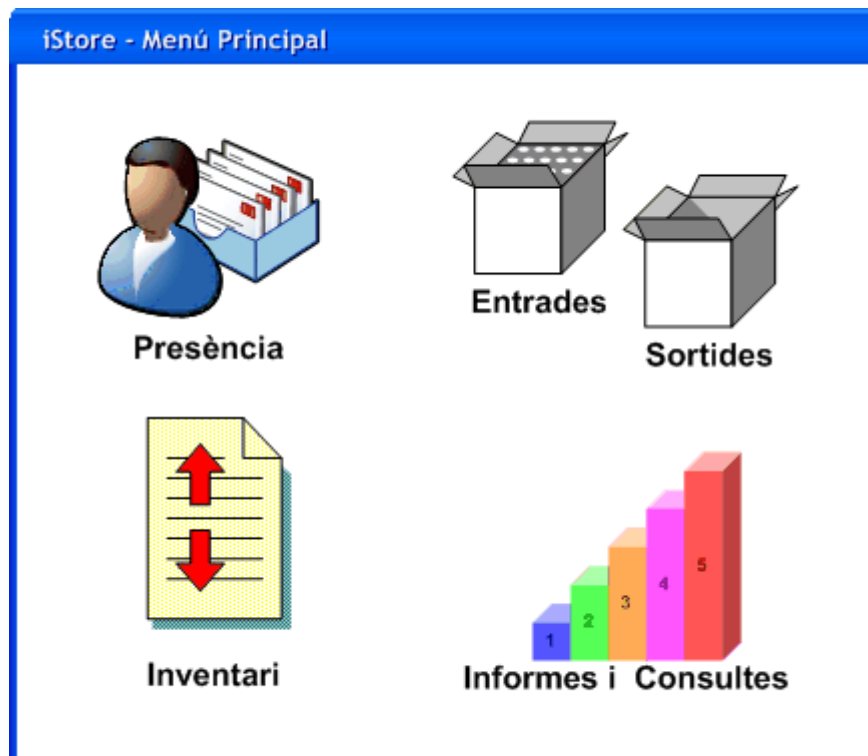 iStore - Menú Principal
Presència
Entrades
Sortides
Inventari
1
2
3
4
5
Informes i Consultes